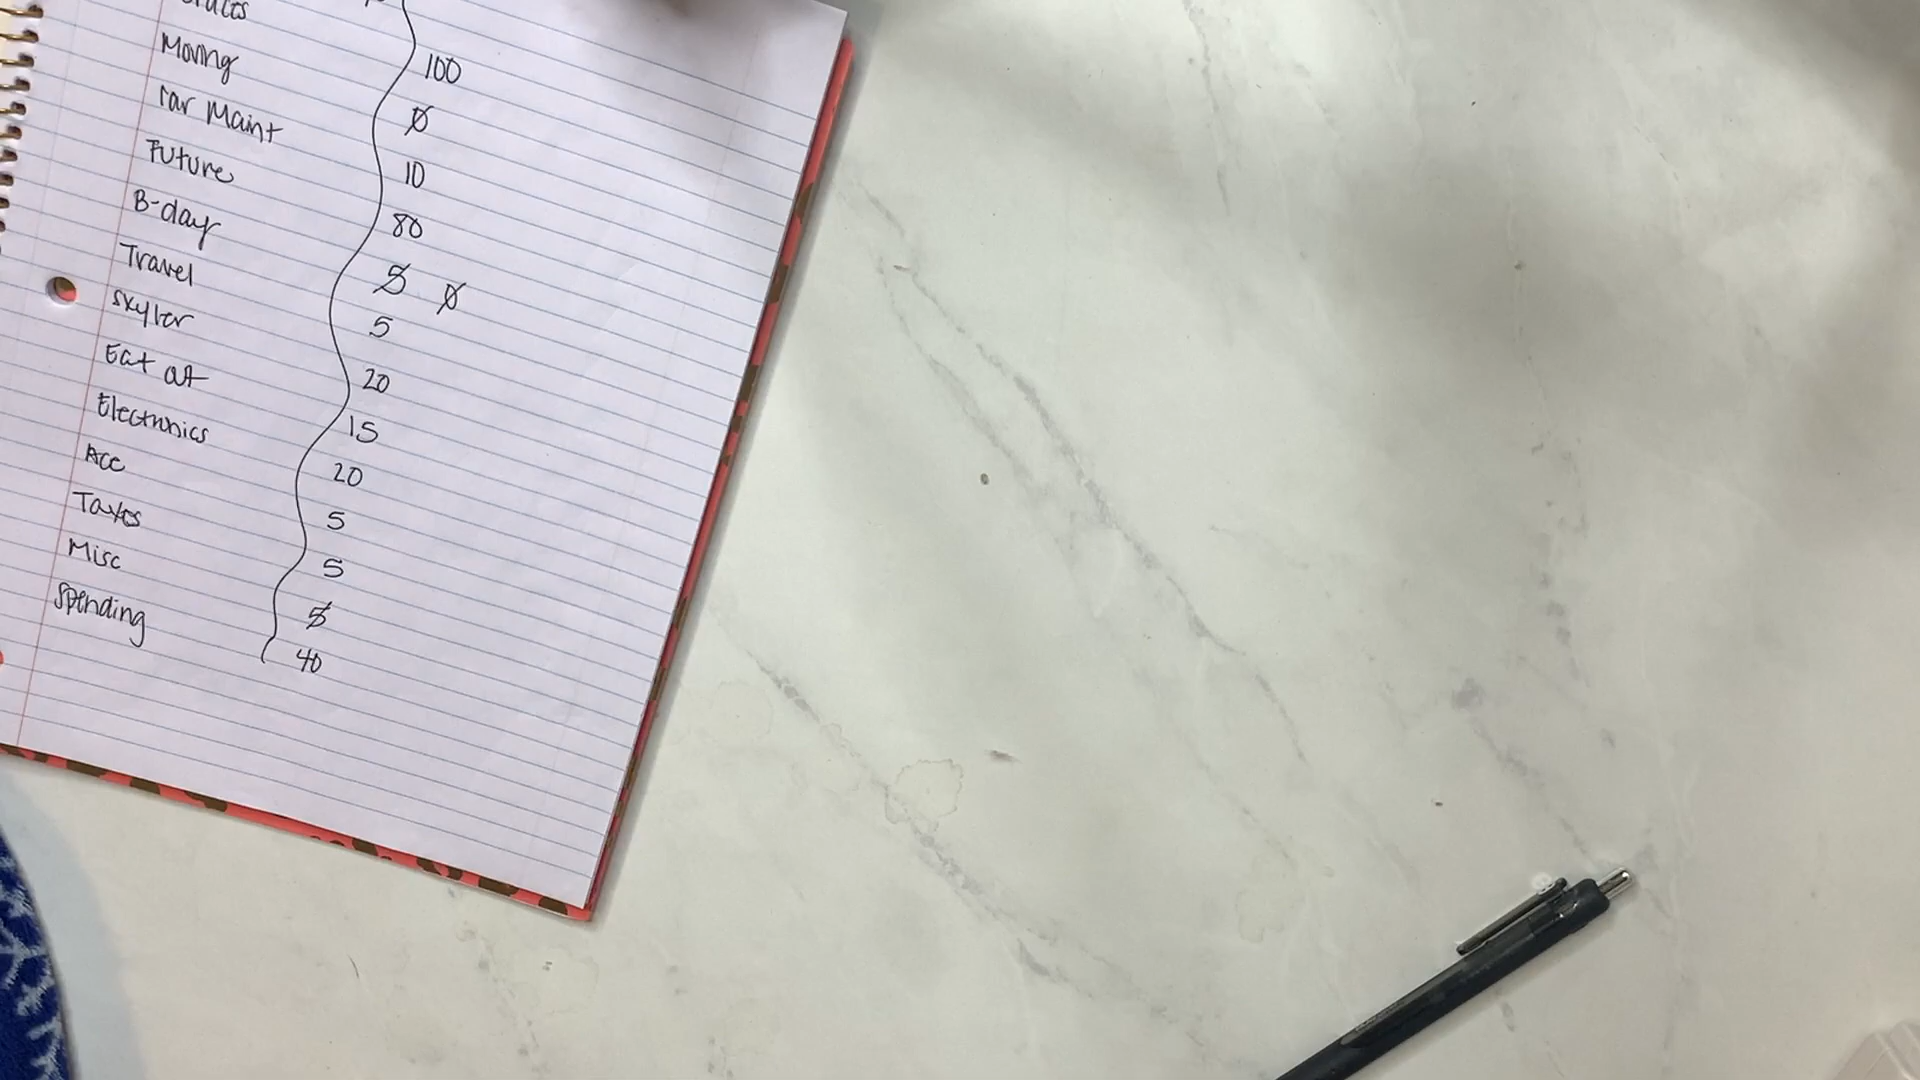 Moving 100
Car Maint Ø
Future 10
B-day 80
Travel 5 Ø
Skyler 5
Eat out 20
Electronics 15
Acc 20
Taxes 5
Misc 5
Spending 5
40